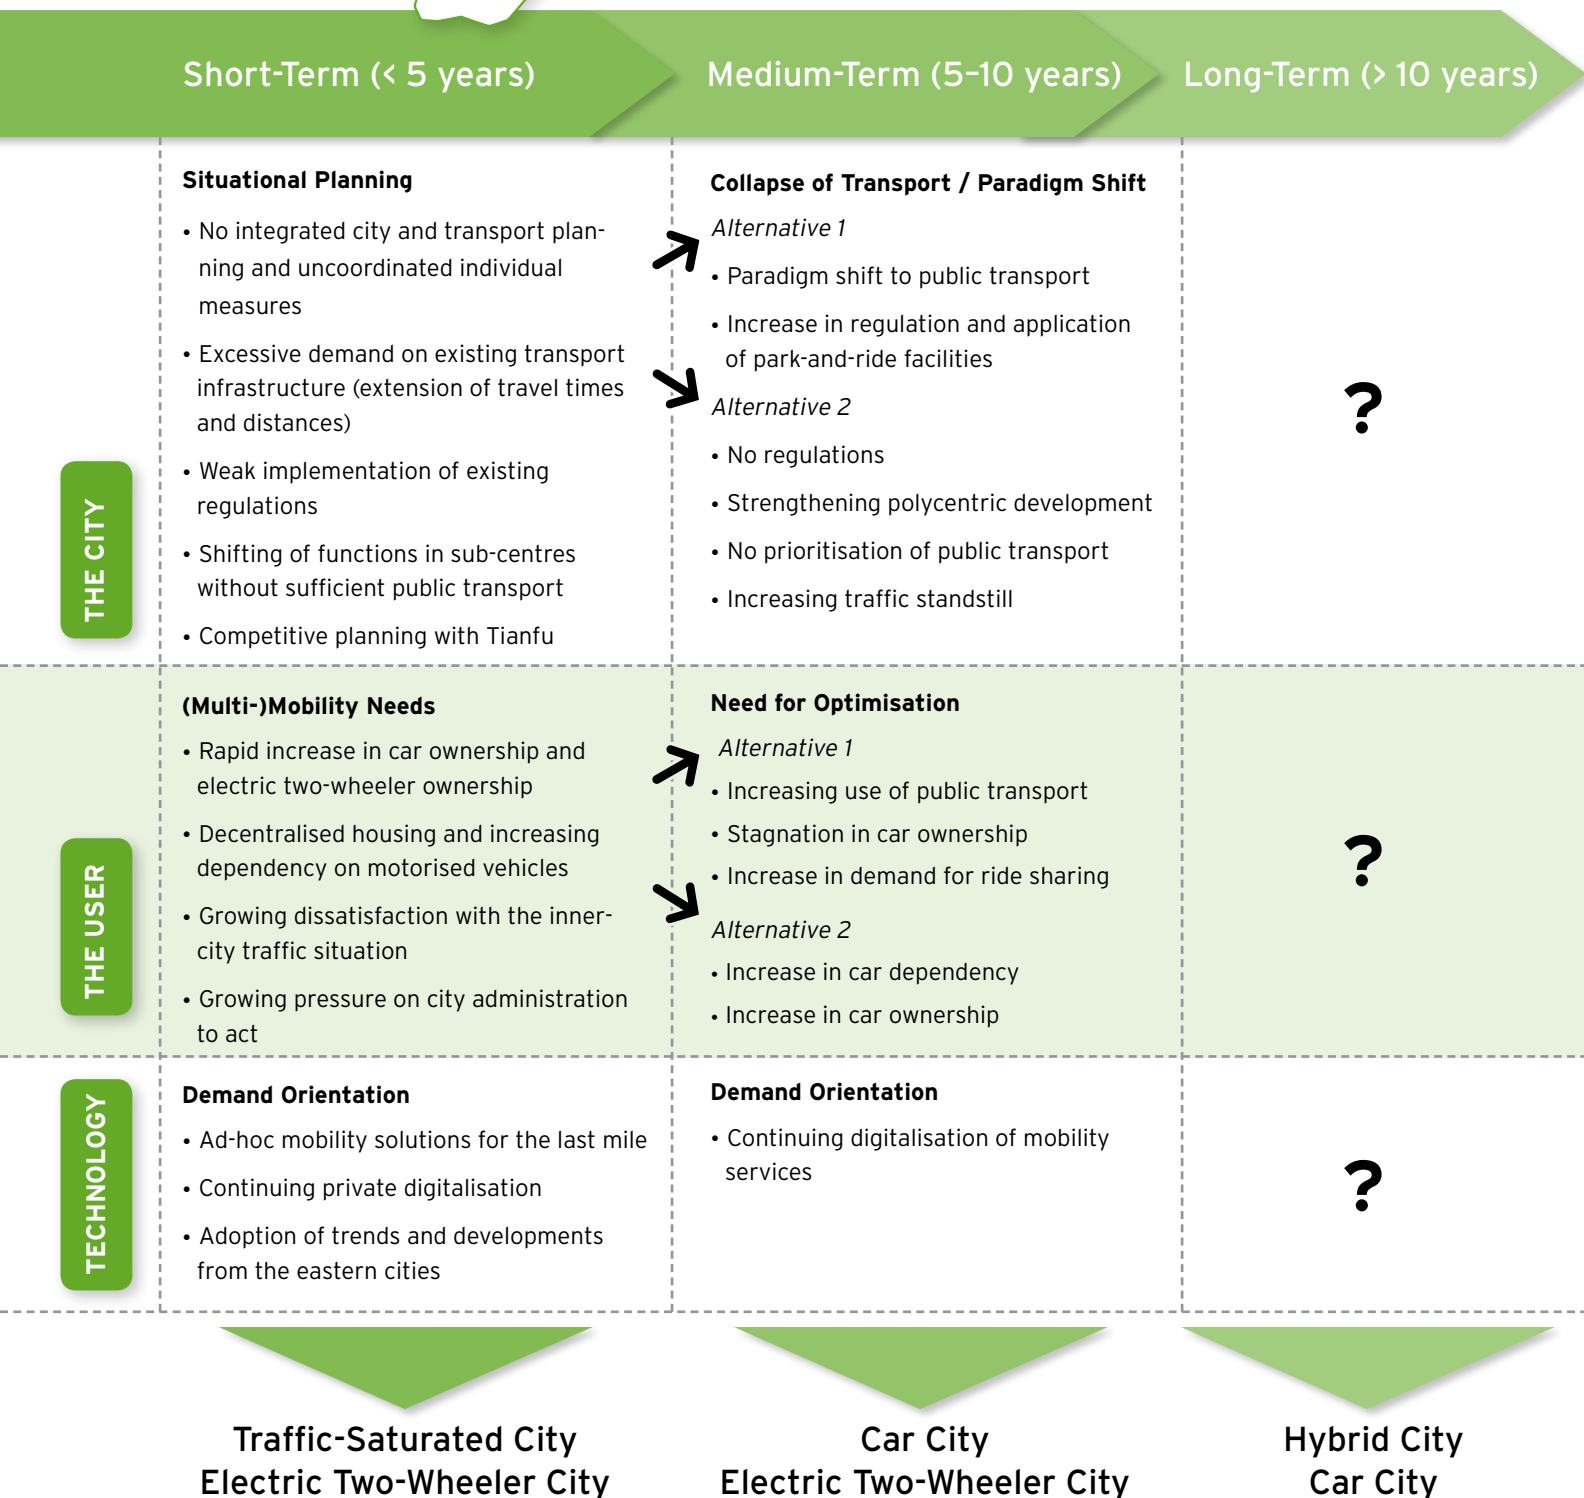 Short-Term (< 5 years)
Medium-Term (5–10 years)
Long-Term (> 10 years)
THE CITY
Situational Planning
• No integrated city and transport plan-
ning and uncoordinated individual
measures
• Excessive demand on existing transport
infrastructure (extension of travel times
and distances)
• Weak implementation of existing
regulations
• Shifting of functions in sub-centres
without sufficient public transport
• Competitive planning with Tianfu
Collapse of Transport / Paradigm Shift
Alternative 1
• Paradigm shift to public transport
• Increase in regulation and application
of park-and-ride facilities
Alternative 2
• No regulations
• Strengthening polycentric development
• No prioritisation of public transport
• Increasing traffic standstill
?
THE USER
(Multi-)Mobility Needs
• Rapid increase in car ownership and
electric two-wheeler ownership
• Decentralised housing and increasing
dependency on motorised vehicles
• Growing dissatisfaction with the inner-
city traffic situation
• Growing pressure on city administration
to act
Need for Optimisation
Alternative 1
• Increasing use of public transport
• Stagnation in car ownership
• Increase in demand for ride sharing
Alternative 2
• Increase in car dependency
• Increase in car ownership
?
TECHNOLOGY
Demand Orientation
• Ad-hoc mobility solutions for the last mile
• Continuing private digitalisation
• Adoption of trends and developments
from the eastern cities
Demand Orientation
• Continuing digitalisation of mobility
services
?
Traffic-Saturated City
Electric Two-Wheeler City
Car City
Electric Two-Wheeler City
Hybrid City
Car City